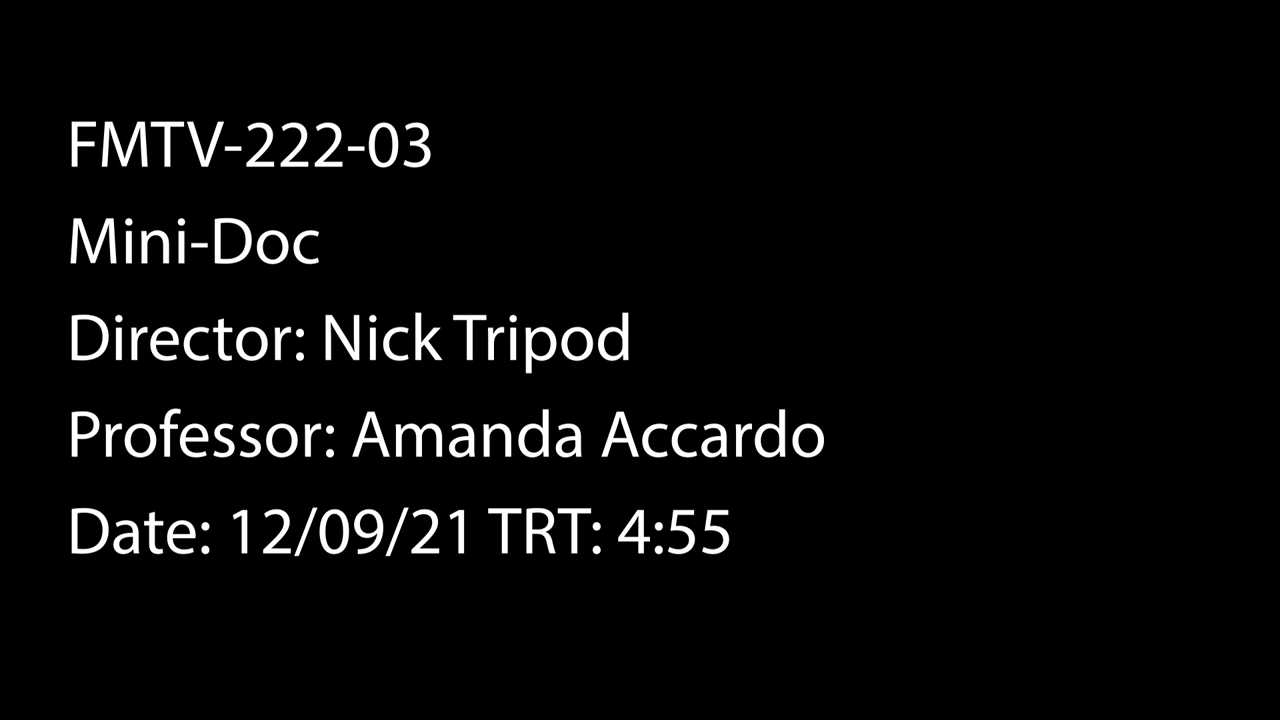 FMTV-222-03
Mini-Doc
Director: Nick Tripod
Professor: Amanda Accardo
Date: 12/09/21 TRT: 4:55